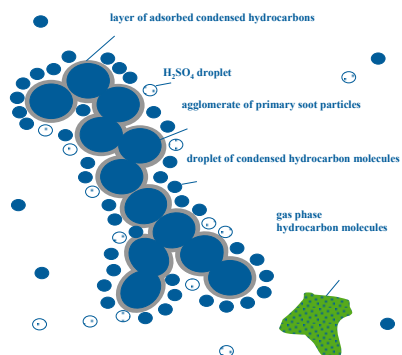 layer of adsorbed condensed hydrocarbons
H₂SO₄ droplet
agglomerate of primary soot particles
droplet of condensed hydrocarbon molecules
gas phase
hydrocarbon molecules